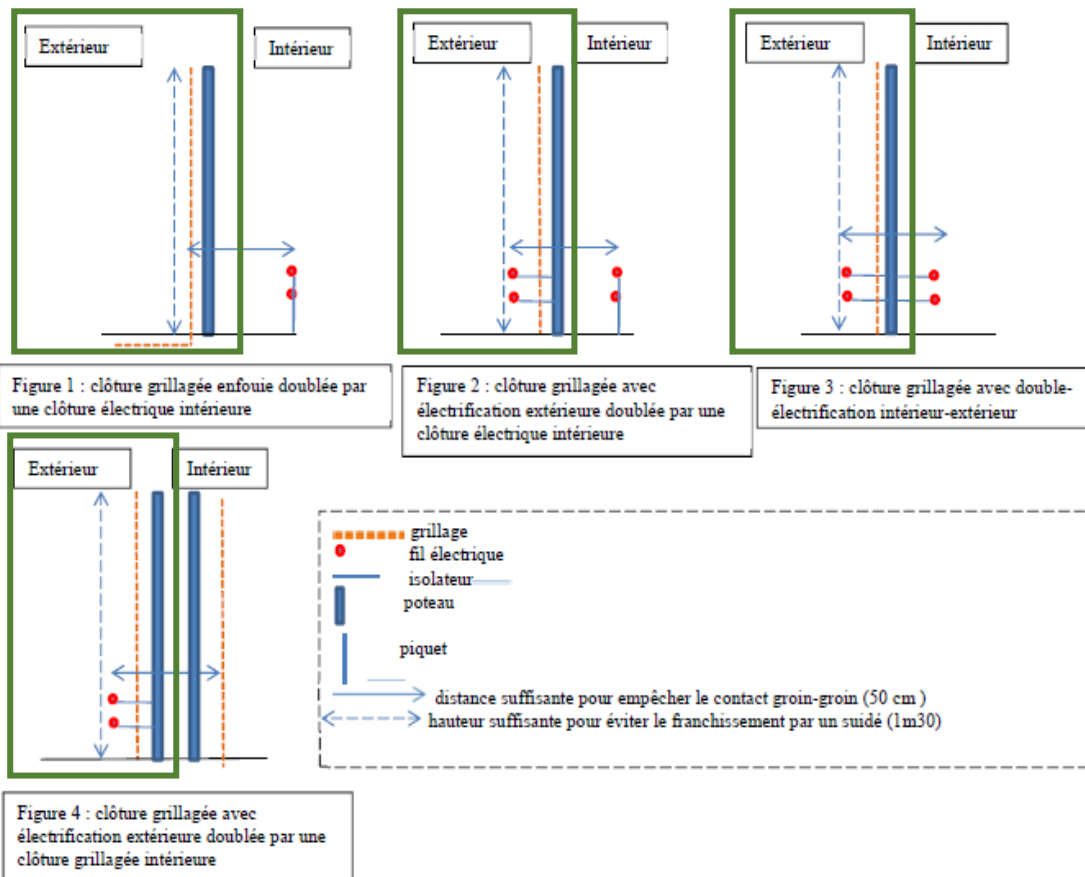 Extérieur
Intérieur
Extérieur
Intérieur
Extérieur
Intérieur
Figure 1 : clôture grillagée enfouie doublée par
une clôture électrique intérieure
Figure 2 : clôture grillagée avec
électrification extérieure doublée par une
clôture électrique intérieure
Figure 3 : clôture grillagée avec double-
électrification intérieur-extérieur
Extérieur
Intérieur
grillage
fil électrique
isolateur
poteau
piquet
distance suffisante pour empêcher le contact groin-groin (50 cm )
hauteur suffisante pour éviter le franchissement par un suidé (1m30)
Figure 4 : clôture grillagée avec
électrification extérieure doublée par une
clôture grillagée intérieure